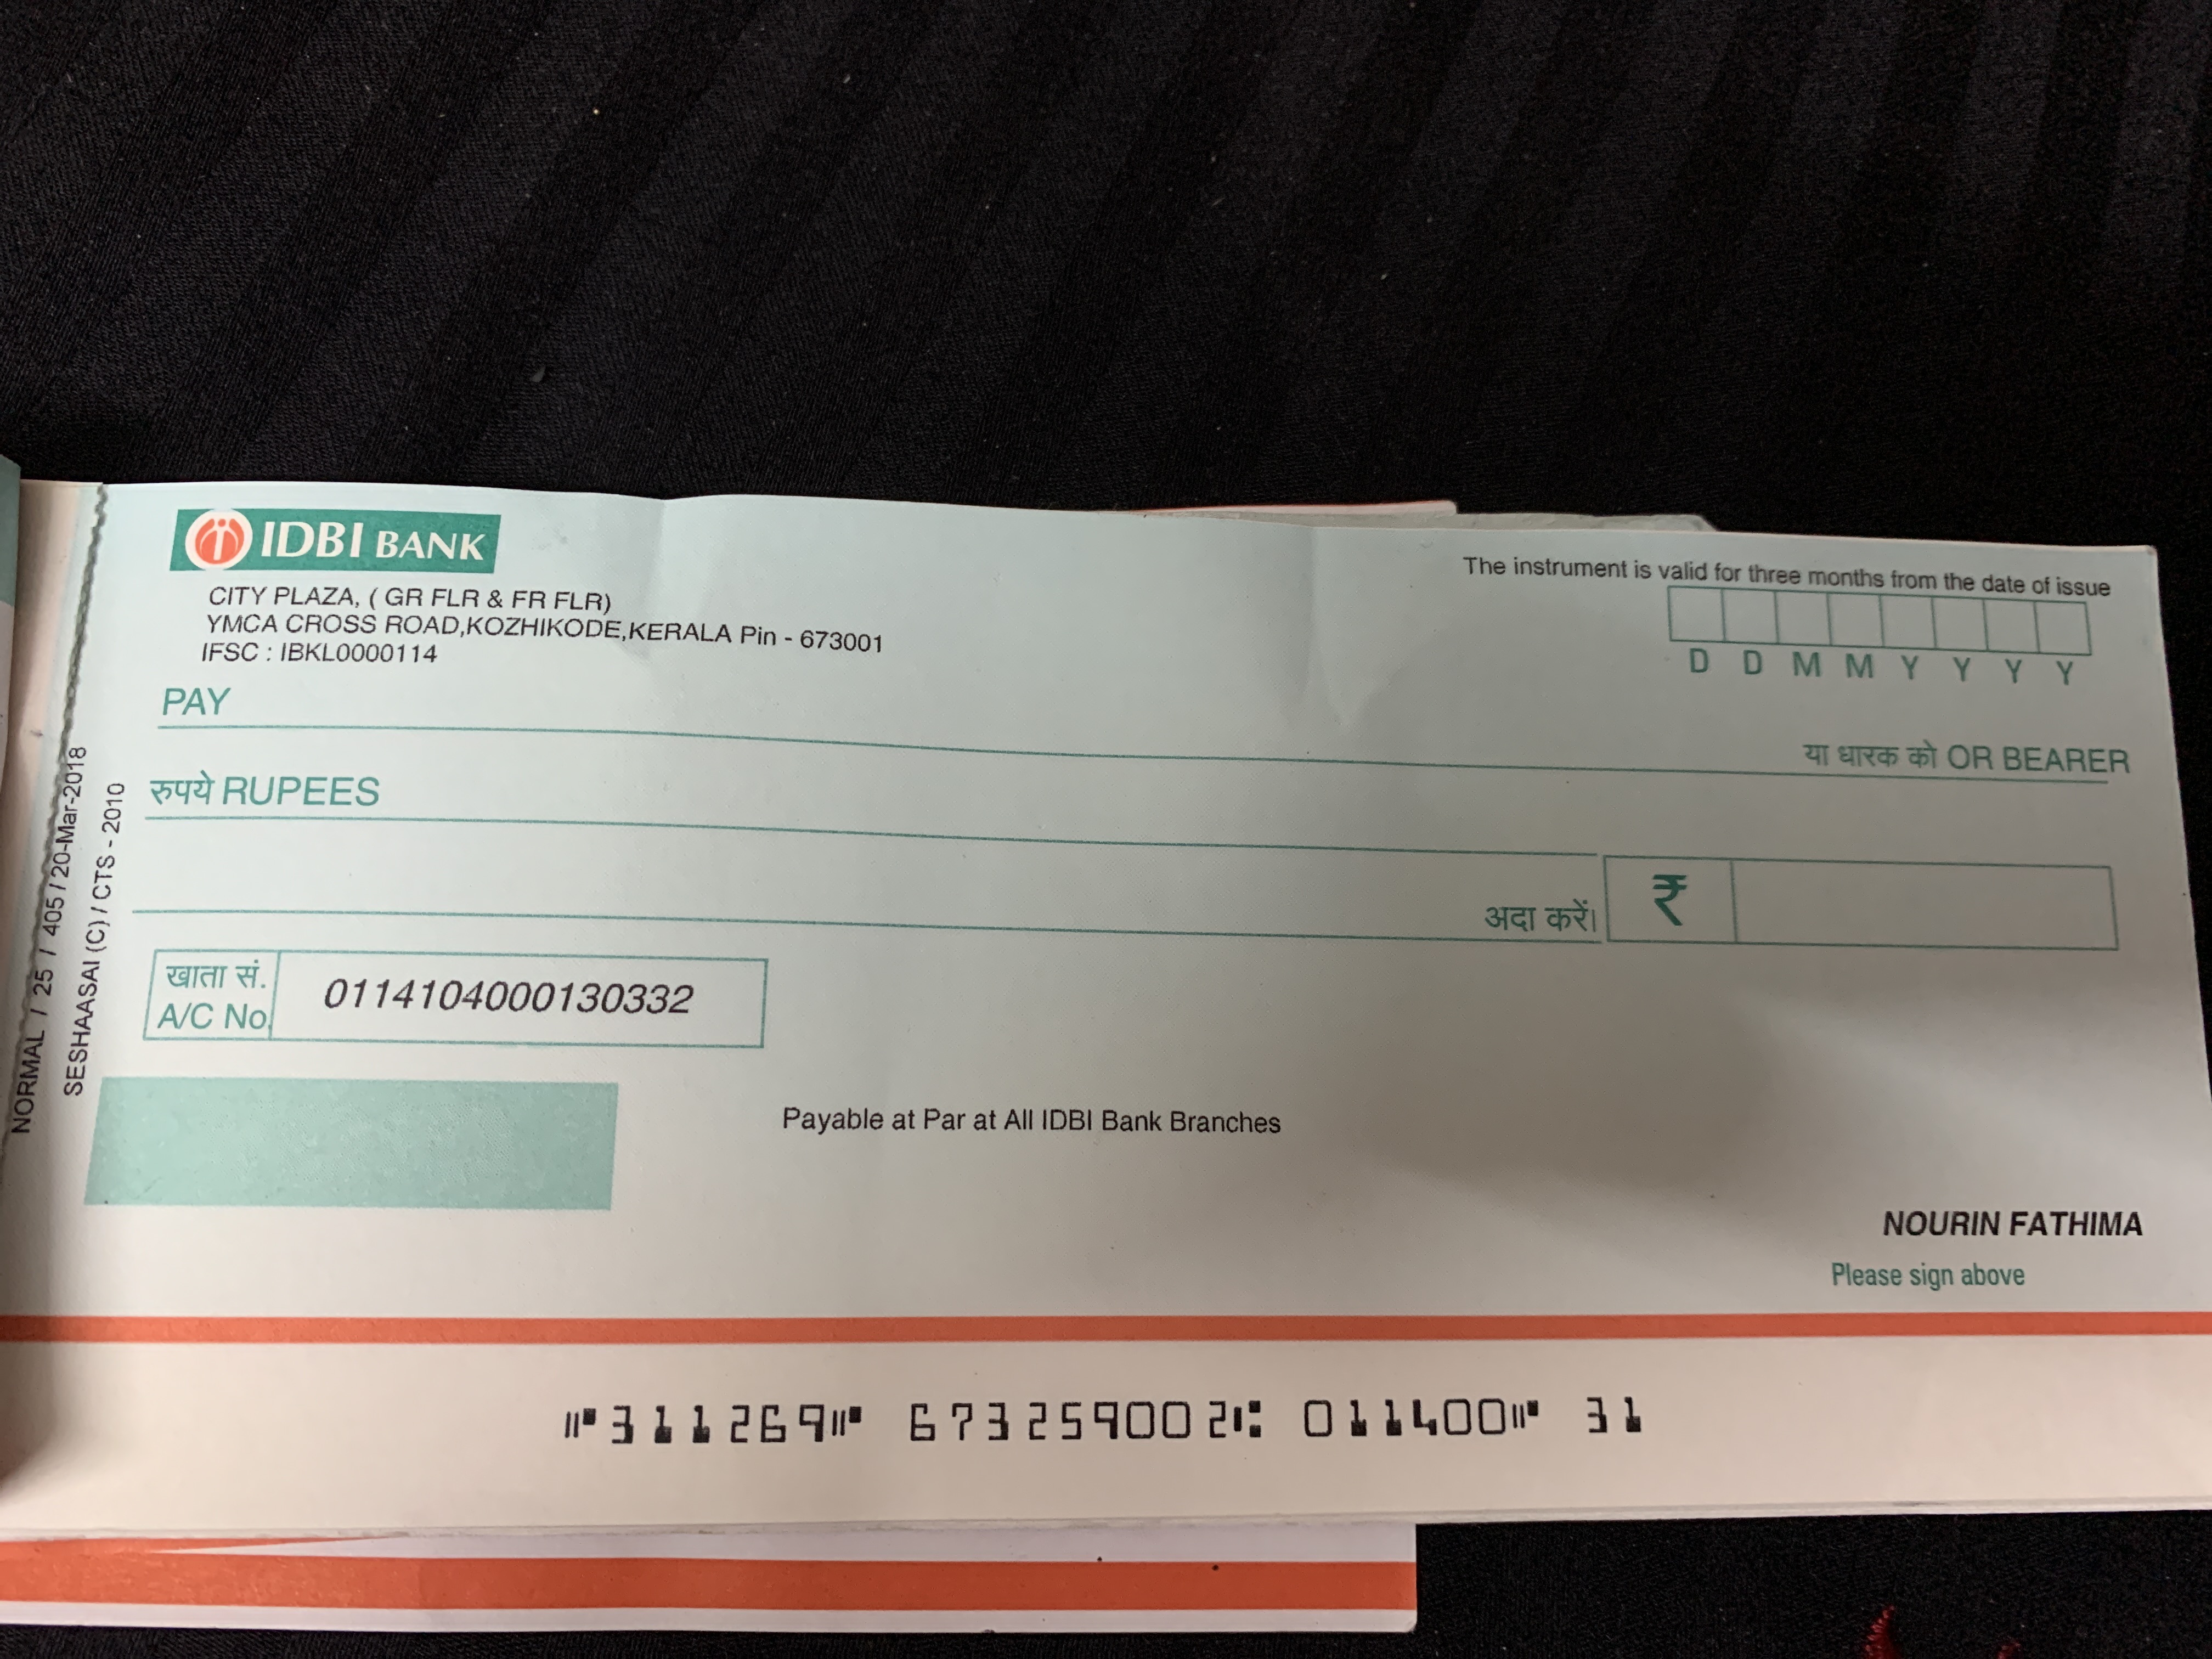 NORMAL / 25 / 405 / 20-Mar-2018
SESHAASAI (C) / CTS - 2010
IDBI BANK
CITY PLAZA, ( GR FLR & FR FLR)
YMCA CROSS ROAD,KOZHIKODE,KERALA Pin - 673001
IFSC : IBKL0000114
The instrument is valid for three months from the date of issue
D D M M Y Y Y Y
PAY
या धारक को OR BEARER
रुपये RUPEES
अदा करें। ₹
खाता सं.
A/C No.
0114104000130332
Payable at Par at All IDBI Bank Branches
NOURIN FATHIMA
Please sign above
⑈311269⑈ 673259002⑆ 011400⑈ 31